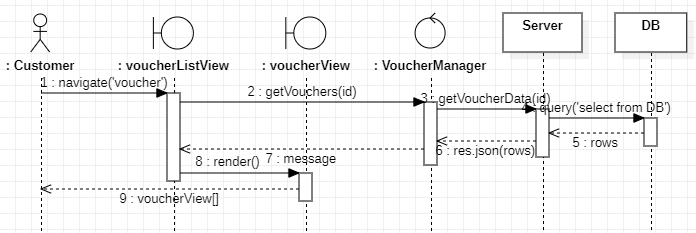 Server
DB
: Customer
: voucherListView
: voucherView
: VoucherManager
1 : navigate('voucher')
2 : getVouchers(id)
3 : getVoucherData(id)
4 : query('select from DB')
5 : rows
6 : res.json(rows)
7 : message
8 : render()
9 : voucherView[]